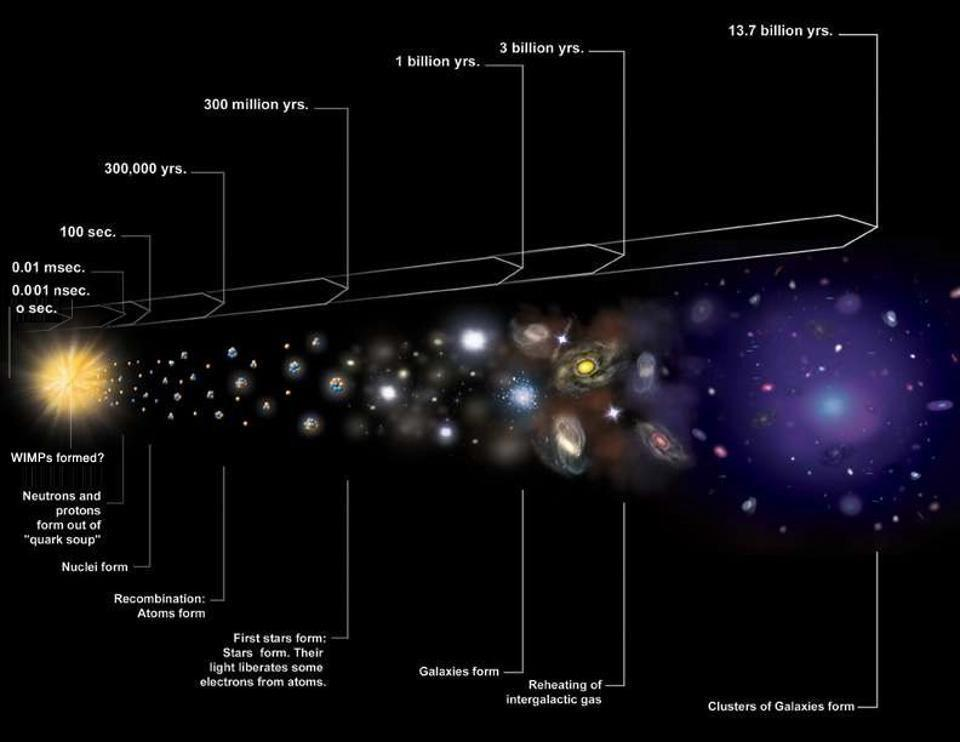 13.7 billion yrs.
3 billion yrs.
1 billion yrs.
300 million yrs.
300,000 yrs.
100 sec.
0.01 msec.
0.001 nsec.
o sec.
WIMPs formed?
Neutrons and
protons
form out of
"quark soup"
Nuclei form
Recombination:
Atoms form
First stars form:
Stars form. Their
light liberates some
electrons from atoms.
Galaxies form
Reheating of
intergalactic gas
Clusters of Galaxies form